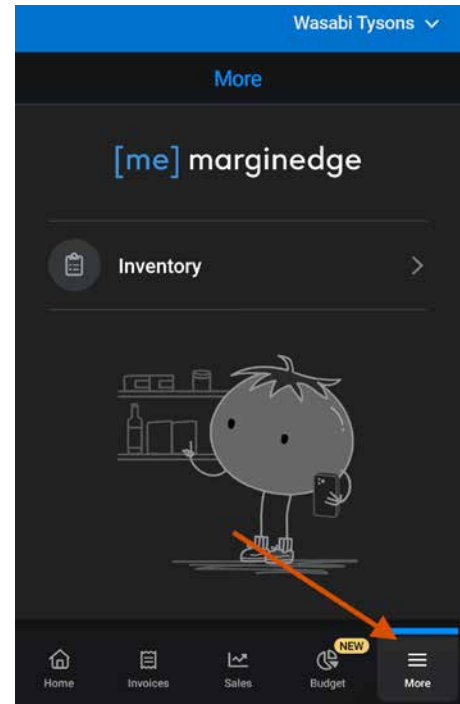 Wasabi Tysons
More
[me] marginedge
Inventory
NEW
Home Invoices Sales Budget More